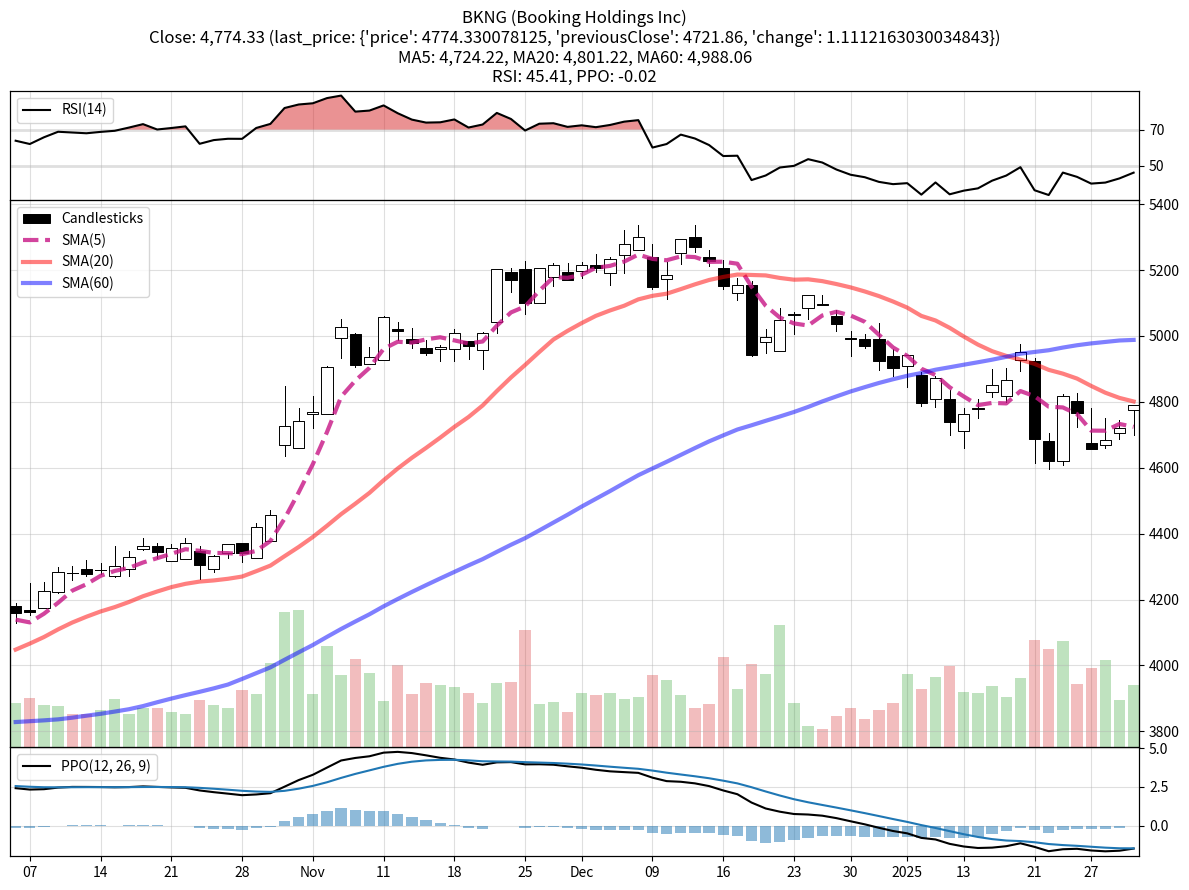 BKNG (Booking Holdings Inc)
Close: 4,774.33 (last_price: {'price': 4774.330078125, 'previousClose': 4721.86, 'change': 1.1112163030034843})
MA5: 4,724.22, MA20: 4,801.22, MA60: 4,988.06
RSI: 45.41, PPO: -0.02
RSI(14)
70
50
Candlesticks
SMA(5)
SMA(20)
SMA(60)
5400
5200
5000
4800
4600
4400
4200
4000
3800
PPO(12, 26, 9)
5.0
2.5
0.0
07 14 21 28 Nov 11 18 25 Dec 09 16 23 30 2025 13 21 27